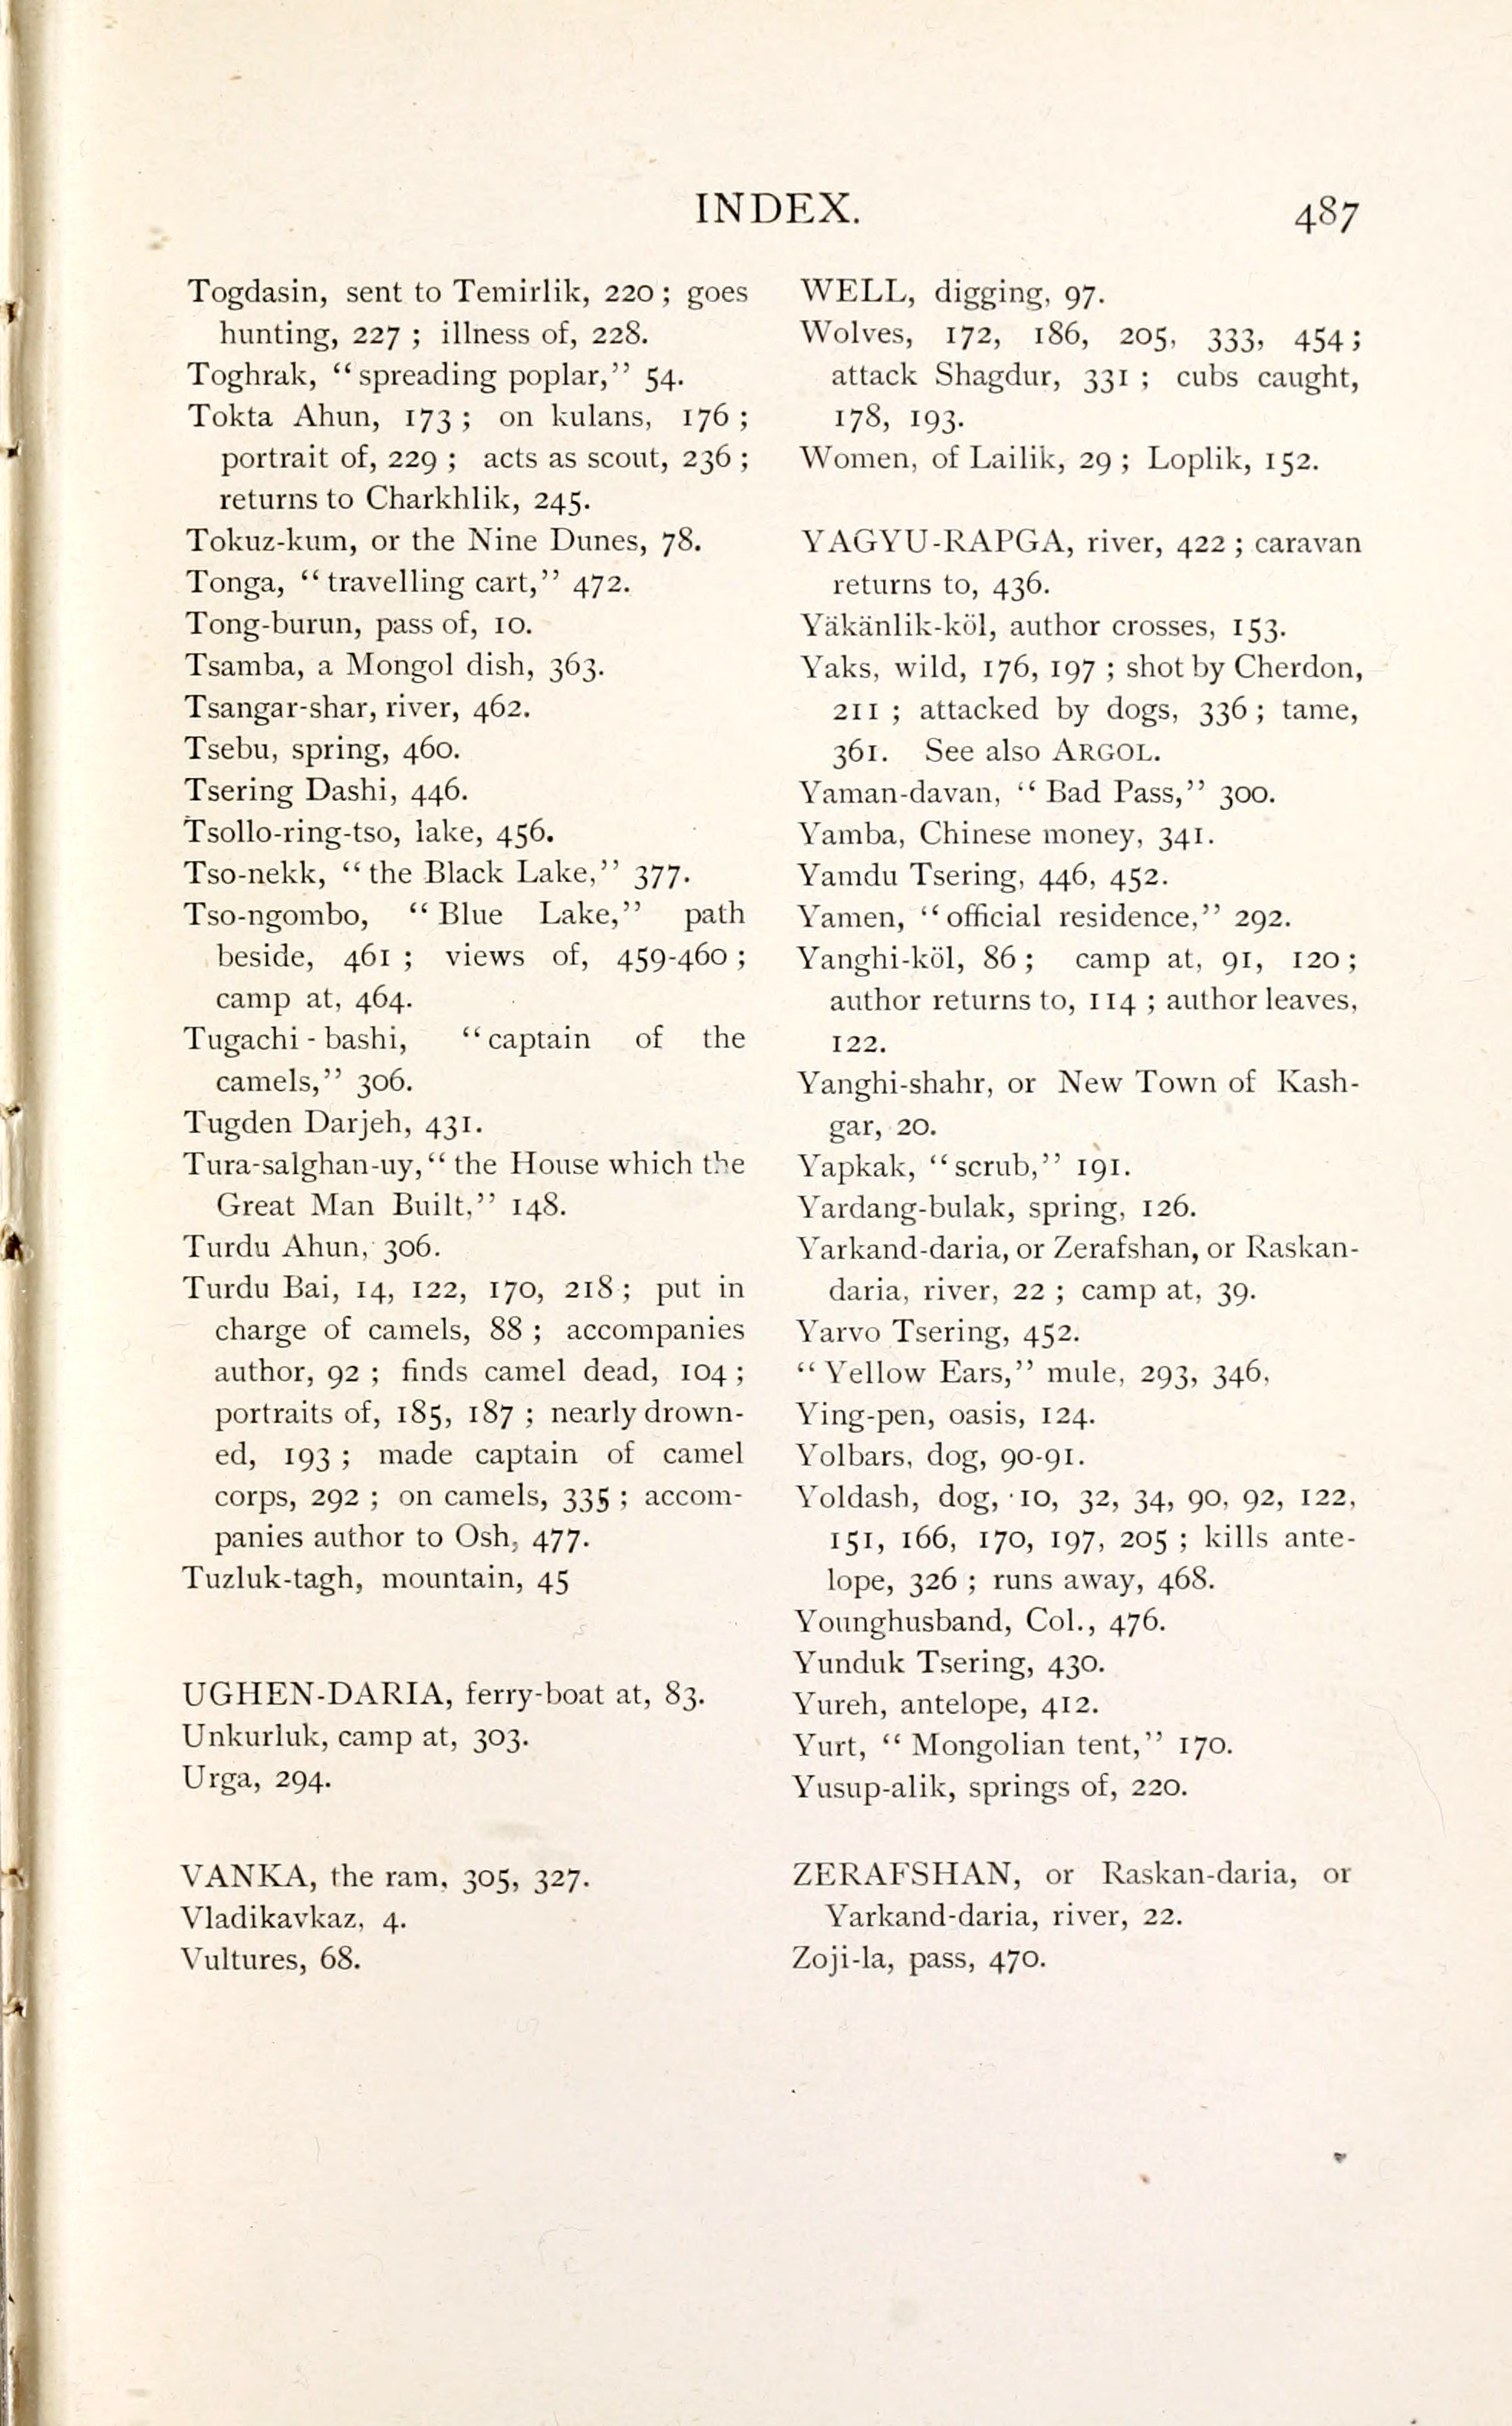 INDEX.
487
Togdasin, sent to Temirlik, 220; goes
hunting, 227; illness of, 228.
Toghrak, "spreading poplar," 54.
Tokta Ahun, 173; on kulans, 176;
portrait of, 229; acts as scout, 236;
returns to Charkhlik, 245.
Tokuz-kum, or the Nine Dunes, 78.
Tonga, "travelling cart," 472.
Tong-burun, pass of, 10.
Tsamba, a Mongol dish, 363.
Tsangar-shar, river, 462.
Tsebu, spring, 460.
Tsering Dashi, 446.
Tsollo-ring-tso, lake, 456.
Tso-nekk, "the Black Lake," 377.
Tso-ngombo, "Blue Lake," path
beside, 461; views of, 459-460;
camp at, 464.
Tugachi-bashi, "captain of the
camels," 306.
Tugden Darjeh, 431.
Tura-salghan-uy, "the House which the
Great Man Built," 148.
Turdu Ahun, 306.
Turdu Bai, 14, 122, 170, 218; put in
charge of camels, 88; accompanies
author, 92; finds camel dead, 104;
portraits of, 185, 187; nearly drown-
ed, 193; made captain of camel
corps, 292; on camels, 335; accom-
panies author to Osh, 477.
Tuzluk-tagh, mountain, 45
UGHEN-DARIA, ferry-boat at, 83.
Unkurluk, camp at, 303.
Urga, 294.
VANKA, the ram, 305, 327.
Vladikavkaz, 4.
Vultures, 68.
WELL, digging, 97.
Wolves, 172, 186, 205, 333, 454;
attack Shagdur, 331; cubs caught,
178, 193.
Women, of Lailik, 29; Loplik, 152.
YAGYU-RAPGA, river, 422; caravan
returns to, 436.
Yäkänlik-köl, author crosses, 153.
Yaks, wild, 176, 197; shot by Cherdon,
211; attacked by dogs, 336; tame,
361. See also ARGOL.
Yaman-davan, "Bad Pass," 300.
Yamba, Chinese money, 341.
Yamdu Tsering, 446, 452.
Yamen, "official residence," 292.
Yanghi-köl, 86; camp at, 91, 120;
author returns to, 114; author leaves,
122.
Yanghi-shahr, or New Town of Kash-
gar, 20.
Yapkak, "scrub," 191.
Yardang-bulak, spring, 126.
Yarkand-daria, or Zerafshan, or Raskan-
daria, river, 22; camp at, 39.
Yarvo Tsering, 452.
"Yellow Ears," mule, 293, 346,
Ying-pen, oasis, 124.
Yolbars, dog, 90-91.
Yoldash, dog, 10, 32, 34, 90, 92, 122,
151, 166, 170, 197, 205; kills ante-
lope, 326; runs away, 468.
Younghusband, Col., 476.
Yunduk Tsering, 430.
Yureh, antelope, 412.
Yurt, "Mongolian tent," 170.
Yusup-alik, springs of, 220.
ZERAFSHAN, or Raskan-daria, or
Yarkand-daria, river, 22.
Zoji-la, pass, 470.